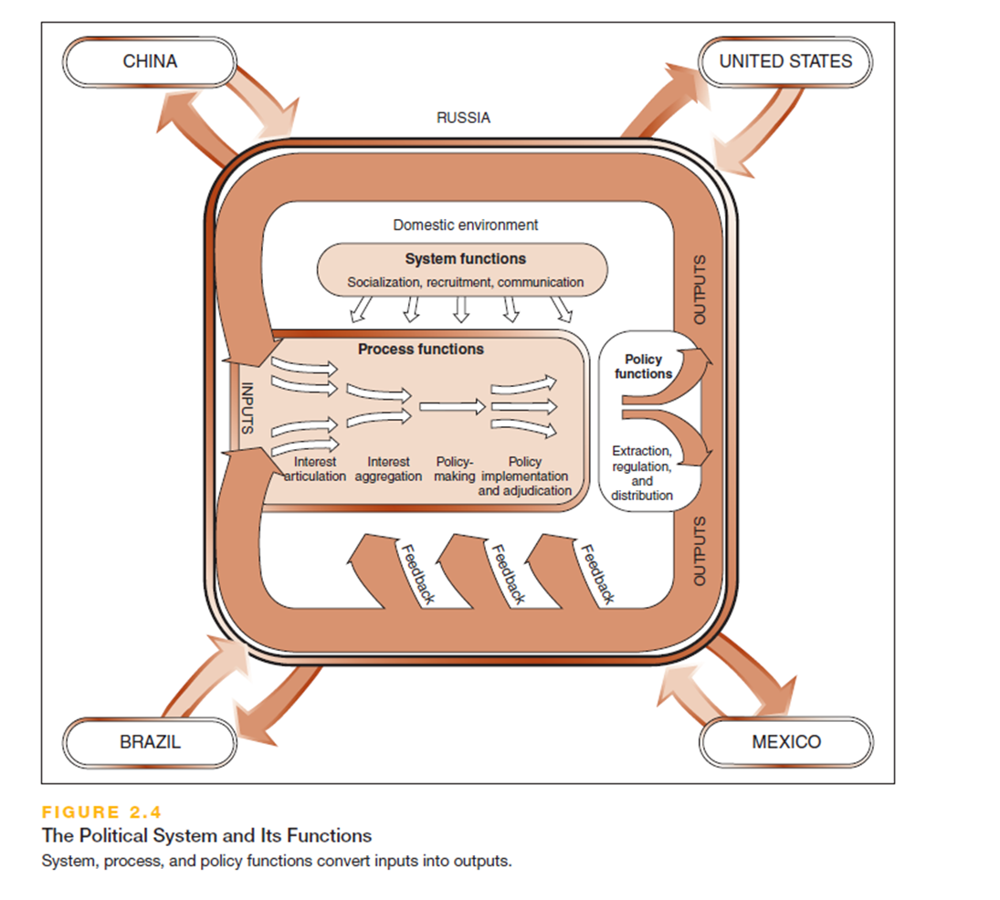 CHINA
UNITED STATES
RUSSIA
Domestic environment
System functions
Socialization, recruitment, communication
Process functions
INPUTS
Interest
articulation
Interest
aggregation
Policy-
making
Policy
implementation
and adjudication
Policy
functions
Extraction,
regulation,
and
distribution
OUTPUTS
OUTPUTS
Feedback
Feedback
Feedback
BRAZIL
MEXICO
FIGURE 2.4
The Political System and Its Functions
System, process, and policy functions convert inputs into outputs.